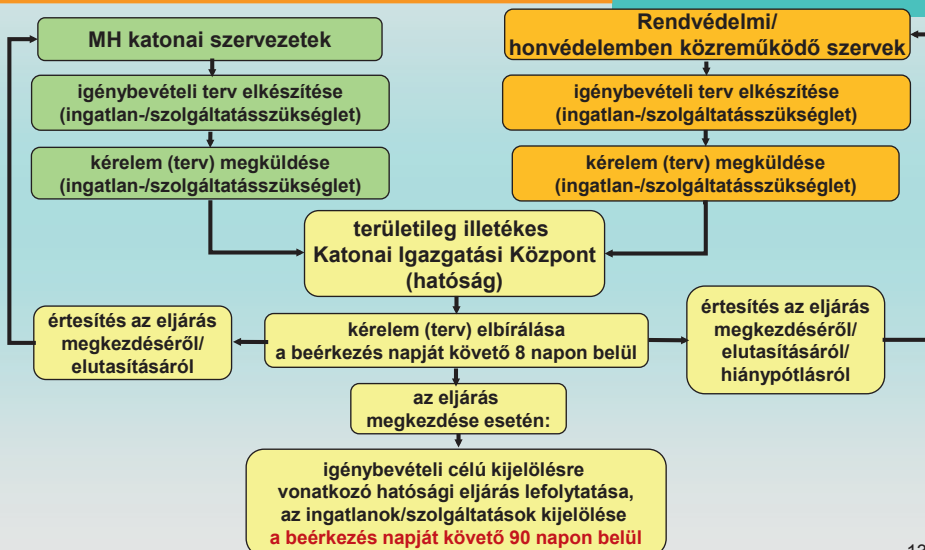 MH katonai szervezetek
Rendvédelmi/
honvédelemben közreműködő szervek
igénybevételi terv elkészítése
(ingatlan-/szolgáltatásszükséglet)
igénybevételi terv elkészítése
(ingatlan-/szolgáltatásszükséglet)
kérelem (terv) megküldése
(ingatlan-/szolgáltatásszükséglet)
kérelem (terv) megküldése
(ingatlan-/szolgáltatásszükséglet)
területileg illetékes
Katonai Igazgatási Központ
(hatóság)
értesítés az eljárás
megkezdéséről/
elutasításáról
kérelem (terv) elbírálása
a beérkezés napját követő 8 napon belül
értesítés az eljárás
megkezdéséről/
elutasításáról/
hiánypótlásról
az eljárás
megkezdése esetén:
igénybevételi célú kijelölésre
vonatkozó hatósági eljárás lefolytatása,
az ingatlanok/szolgáltatások kijelölése
a beérkezés napját követő 90 napon belül